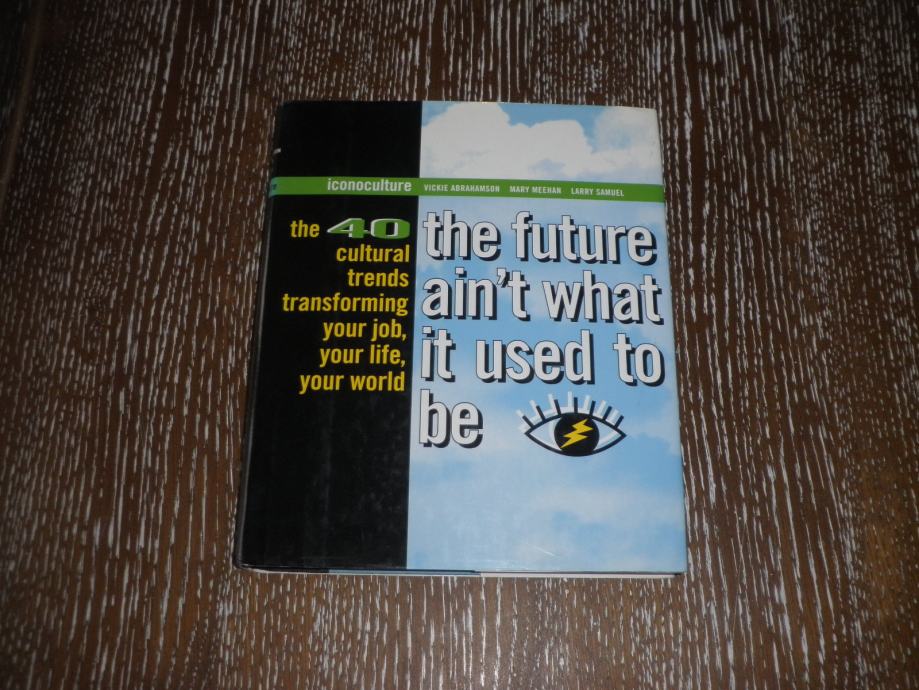 iconoculture VICKIE ABRAHAMSON MARY MEEHAN LARRY SAMUEL
the 40
cultural
trends
transforming
your job,
your life,
your world
the future
ain't what
it used to
be